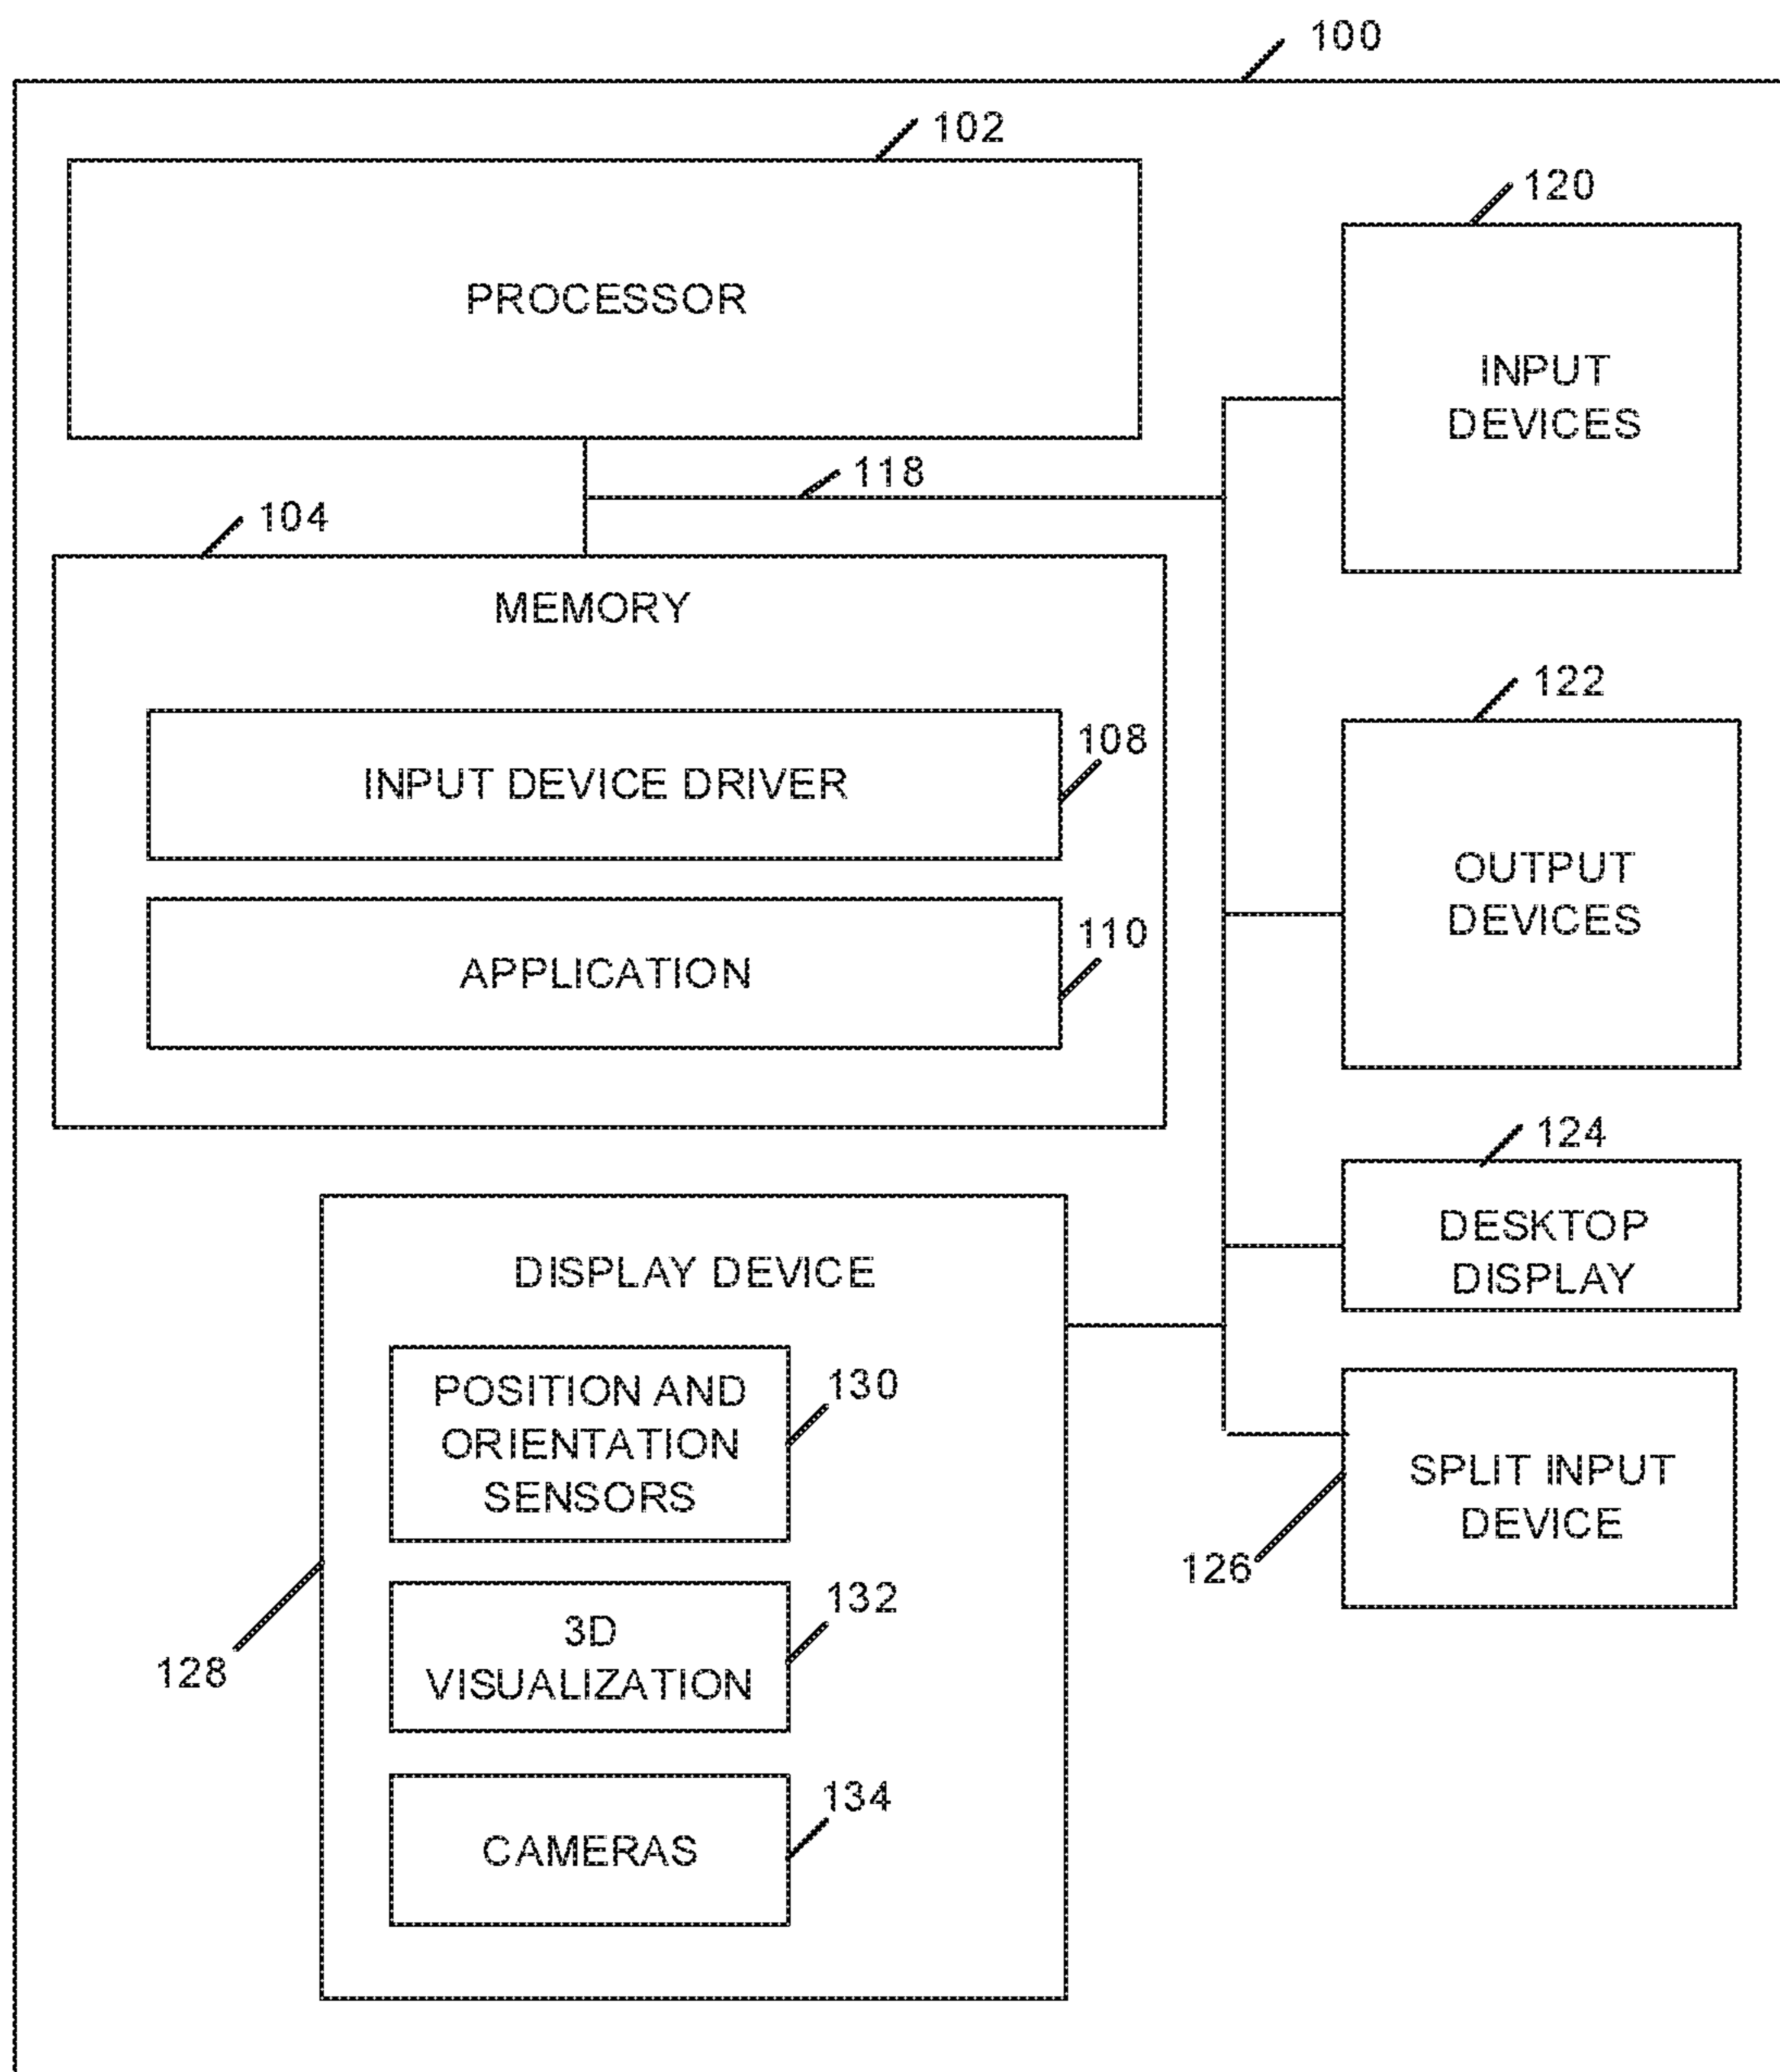 100
102
PROCESSOR
120
INPUT
DEVICES
118
104
MEMORY
108
INPUT DEVICE DRIVER
110
APPLICATION
122
OUTPUT
DEVICES
124
DESKTOP
DISPLAY
126
SPLIT INPUT
DEVICE
128
DISPLAY DEVICE
130
POSITION AND
ORIENTATION
SENSORS
132
3D
VISUALIZATION
134
CAMERAS